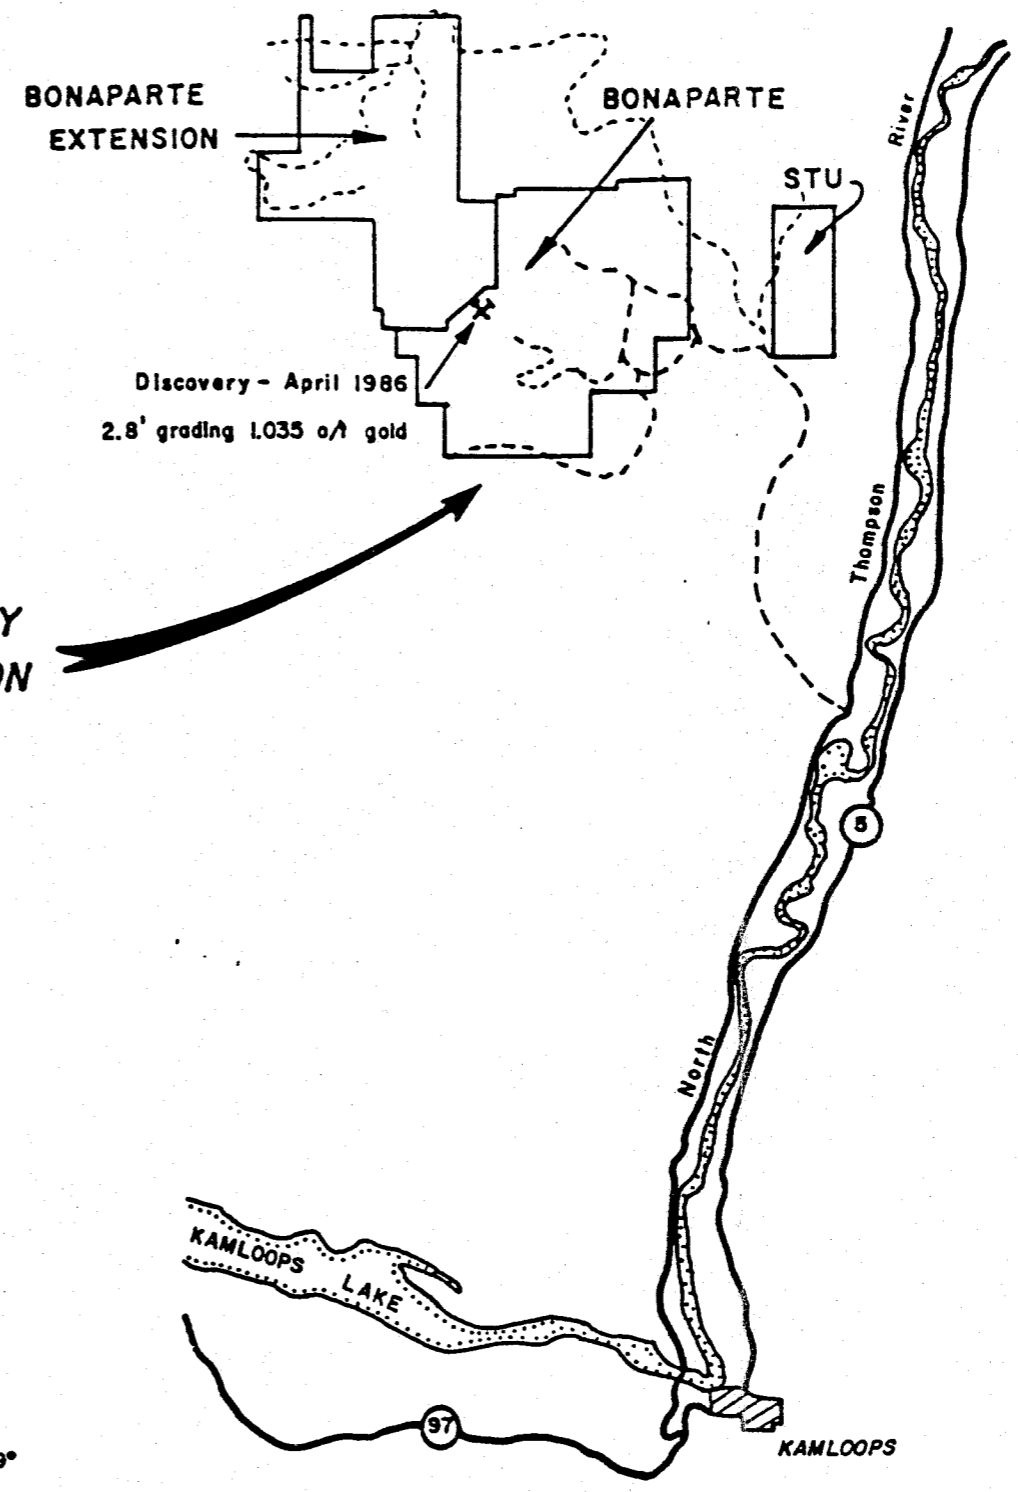 BONAPARTE
EXTENSION
BONAPARTE
STU
River
Discovery - April 1986
2.8' grading 1.035 o/t gold
Thompson
5
North
KAMLOOPS
LAKE
97
KAMLOOPS